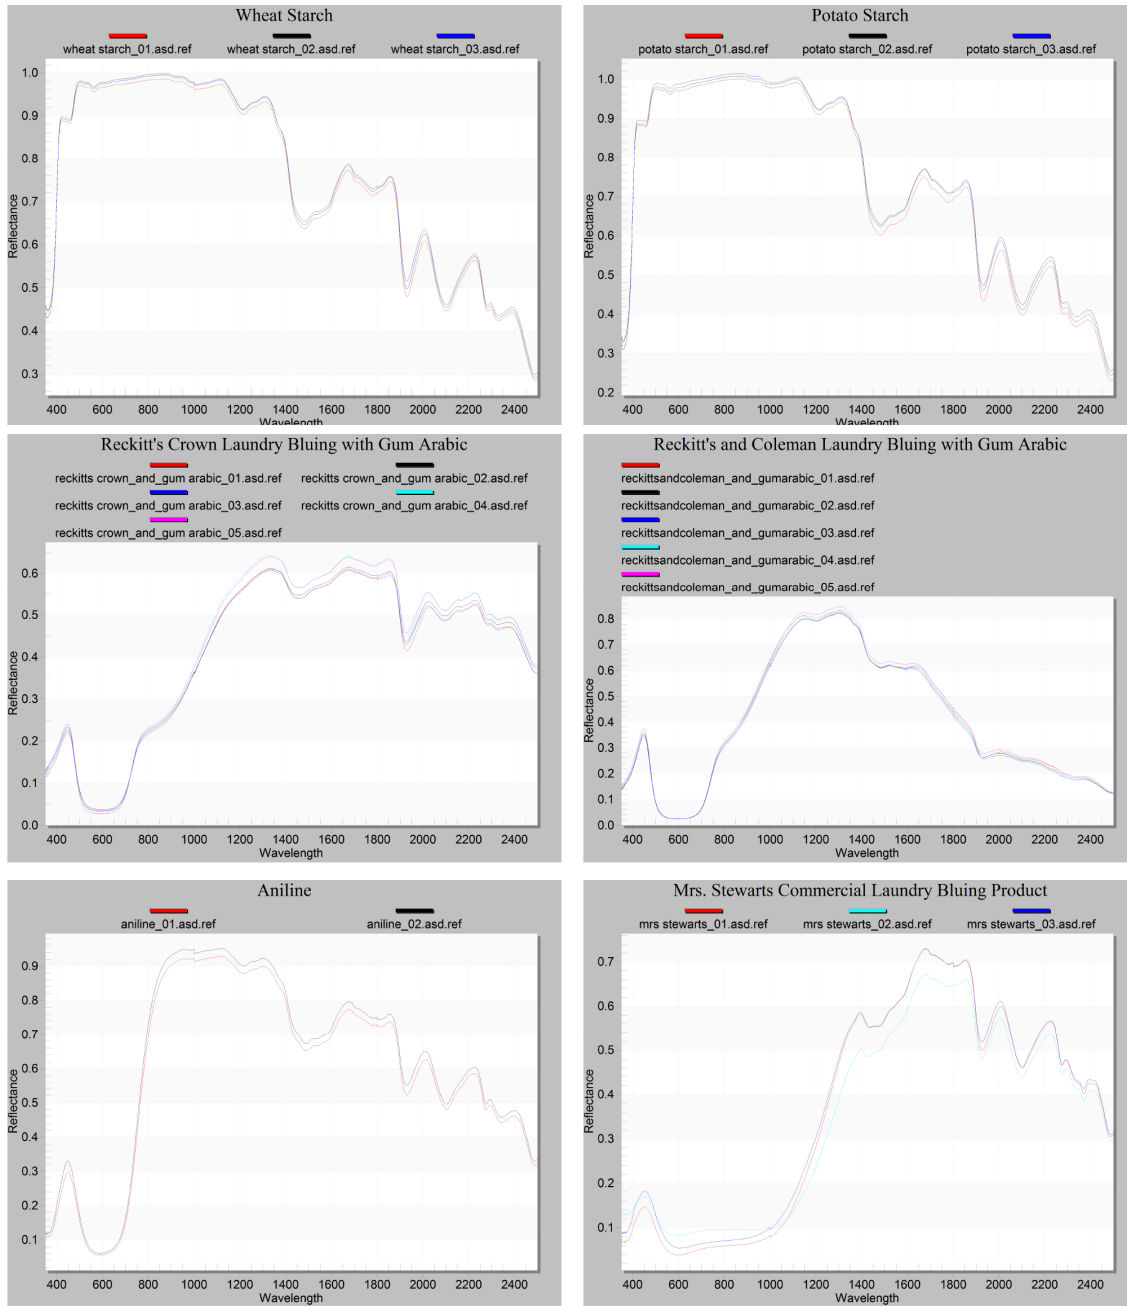 Wheat Starch
wheat starch_01.asd.ref wheat starch_02.asd.ref wheat starch_03.asd.ref
Reflectance
1.0
0.9
0.8
0.7
0.6
0.5
0.4
0.3
400 600 800 1000 1200 1400 1600 1800 2000 2200 2400
Wavelength
Potato Starch
potato starch_01.asd.ref potato starch_02.asd.ref potato starch_03.asd.ref
Reflectance
1.0
0.9
0.8
0.7
0.6
0.5
0.4
0.3
0.2
400 600 800 1000 1200 1400 1600 1800 2000 2200 2400
Wavelength
Reckitt's Crown Laundry Bluing with Gum Arabic
reckitts crown_and_gum arabic_01.asd.ref reckitts crown_and_gum arabic_02.asd.ref
reckitts crown_and_gum arabic_03.asd.ref reckitts crown_and_gum arabic_04.asd.ref
reckitts crown_and_gum arabic_05.asd.ref
Reflectance
0.6
0.5
0.4
0.3
0.2
0.1
0.0
400 600 800 1000 1200 1400 1600 1800 2000 2200 2400
Wavelength
Reckitt's and Coleman Laundry Bluing with Gum Arabic
reckittsandcoleman_and_gumarabic_01.asd.ref
reckittsandcoleman_and_gumarabic_02.asd.ref
reckittsandcoleman_and_gumarabic_03.asd.ref
reckittsandcoleman_and_gumarabic_04.asd.ref
reckittsandcoleman_and_gumarabic_05.asd.ref
Reflectance
0.8
0.7
0.6
0.5
0.4
0.3
0.2
0.1
0.0
400 600 800 1000 1200 1400 1600 1800 2000 2200 2400
Wavelength
Aniline
aniline_01.asd.ref aniline_02.asd.ref
Reflectance
0.9
0.8
0.7
0.6
0.5
0.4
0.3
0.2
0.1
400 600 800 1000 1200 1400 1600 1800 2000 2200 2400
Wavelength
Mrs. Stewarts Commercial Laundry Bluing Product
mrs stewarts_01.asd.ref mrs stewarts_02.asd.ref mrs stewarts_03.asd.ref
Reflectance
0.7
0.6
0.5
0.4
0.3
0.2
0.1
400 600 800 1000 1200 1400 1600 1800 2000 2200 2400
Wavelength